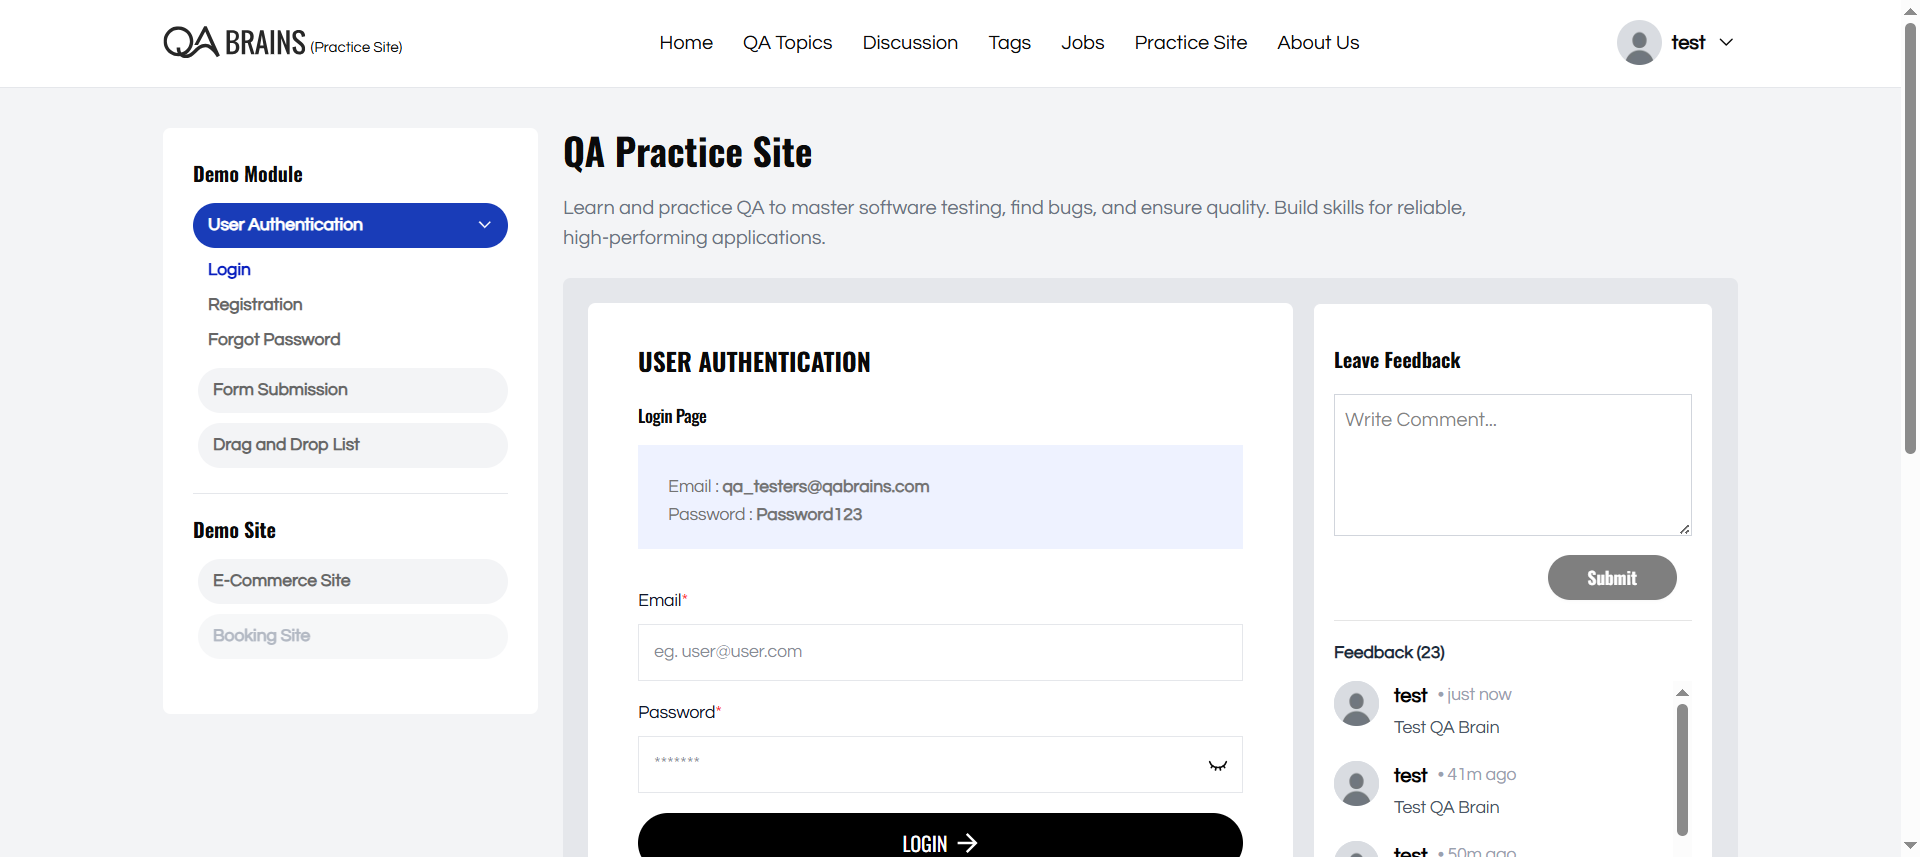 QA BRAINS (Practice Site)
Home
QA Topics
Discussion
Tags
Jobs
Practice Site
About Us
test
Demo Module
User Authentication
Login
Registration
Forgot Password
Form Submission
Drag and Drop List
Demo Site
E-Commerce Site
Booking Site
QA Practice Site
Learn and practice QA to master software testing, find bugs, and ensure quality. Build skills for reliable,
high-performing applications.
USER AUTHENTICATION
Login Page
Email : qa_testers@qabrains.com
Password : Password123
Email*
eg. user@user.com
Password*
*******
LOGIN
Leave Feedback
Write Comment...
Submit
Feedback (23)
test • just now
Test QA Brain
test • 41m ago
Test QA Brain
test • 50m ago